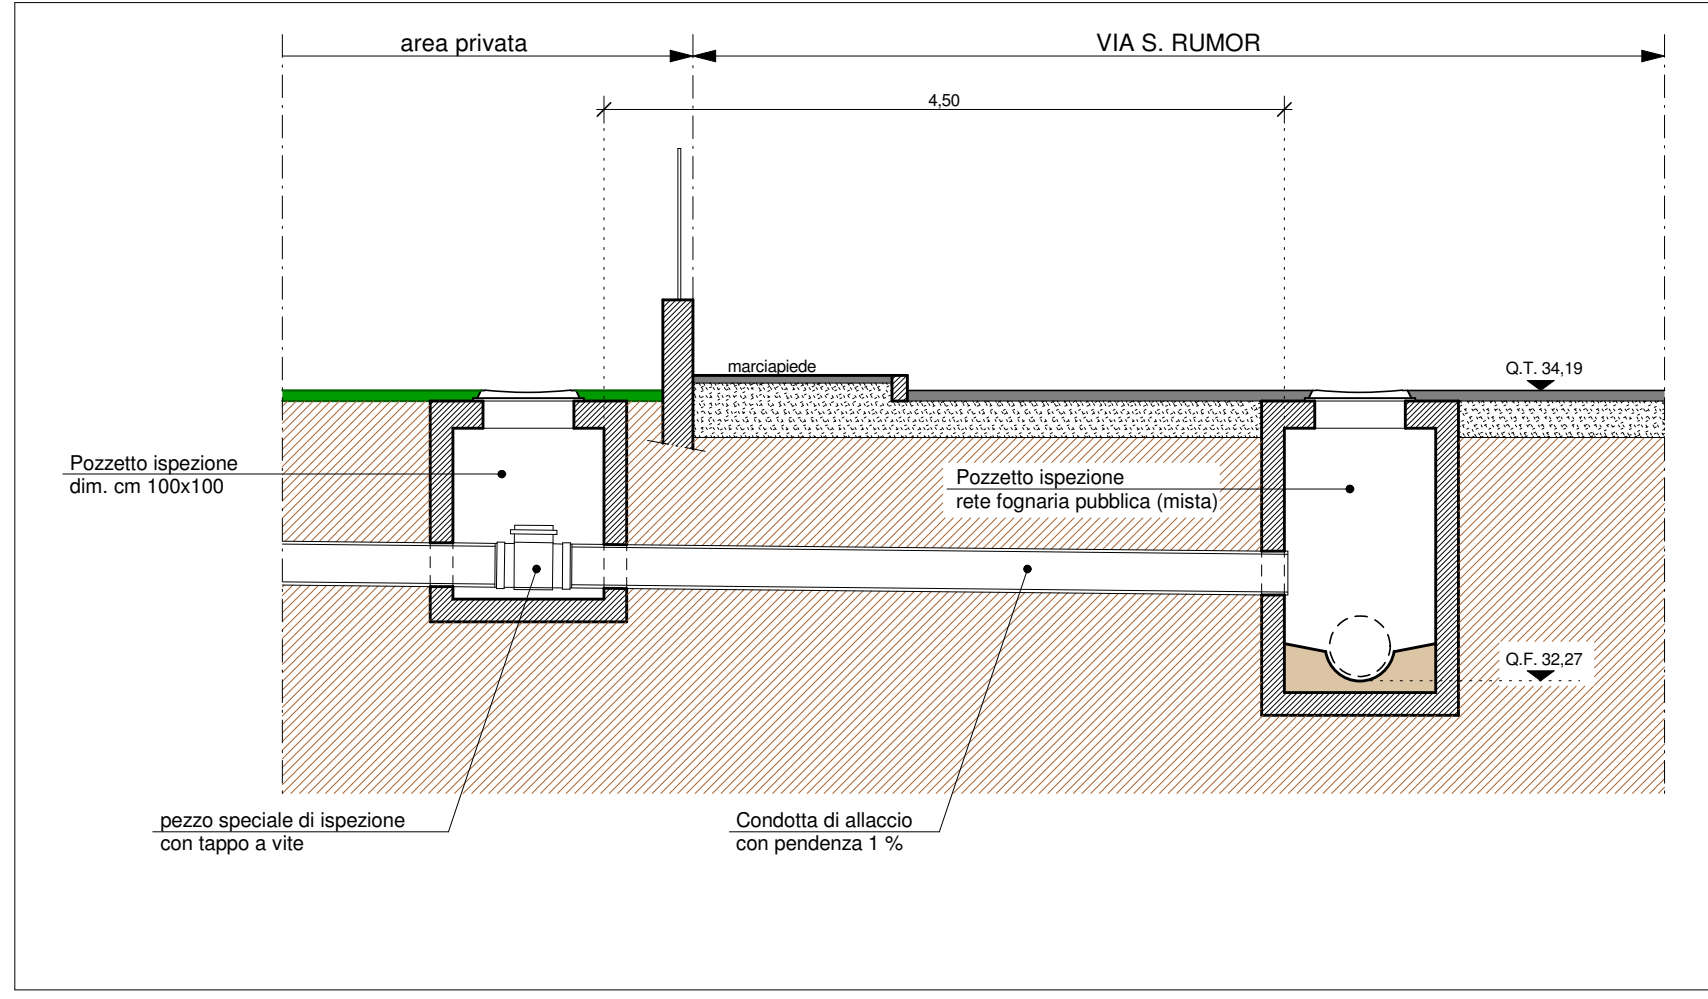 area privata
VIA S. RUMOR
4,50
marciapiede
Q.T. 34,19
Pozzetto ispezione
dim. cm 100x100
Pozzetto ispezione
rete fognaria pubblica (mista)
Q.F. 32,27
pezzo speciale di ispezione
con tappo a vite
Condotta di allaccio
con pendenza 1 %